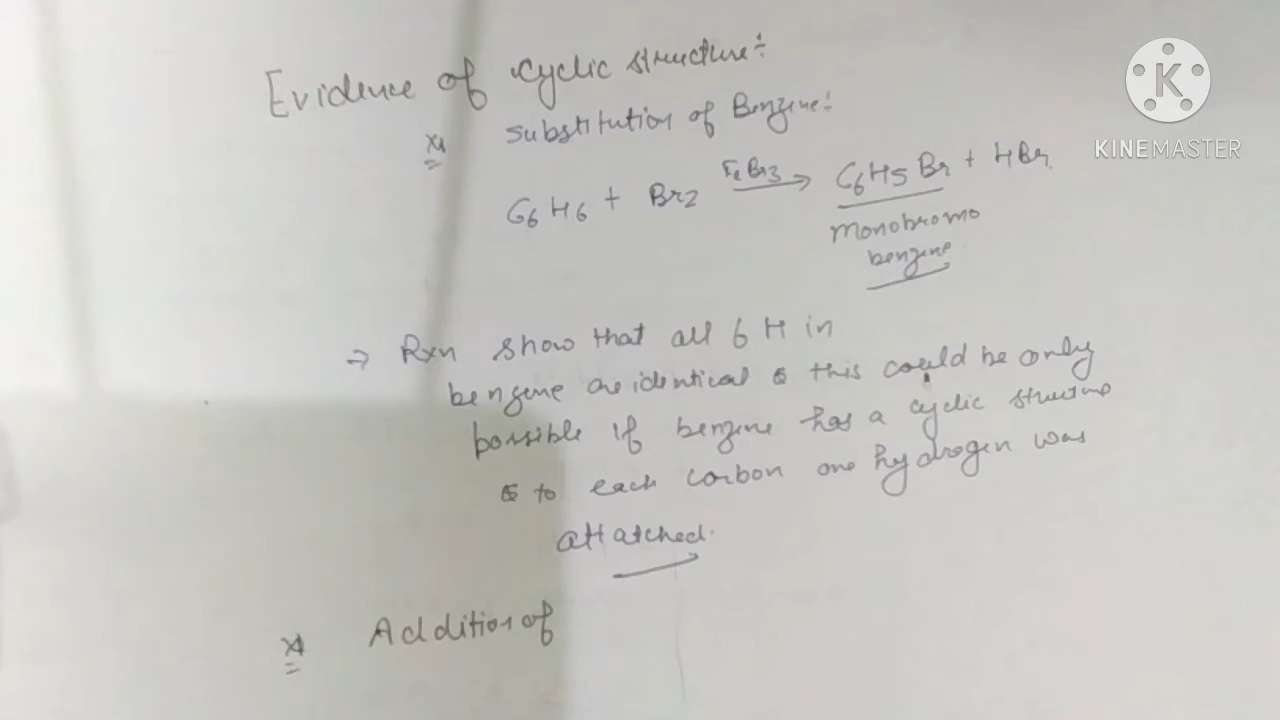 Evidence of cyclic structure:
substitution of Benzene:
C6H6 + Br2 FeBr3 → C6H5Br + HBr
monobromo
benzene
⇒ Rxn show that all 6 H in
benzene are identical & this could be only
possible if benzene has a cyclic structure
& to each carbon one hydrogen was
attatched.
Addition of
K
KINEMASTER